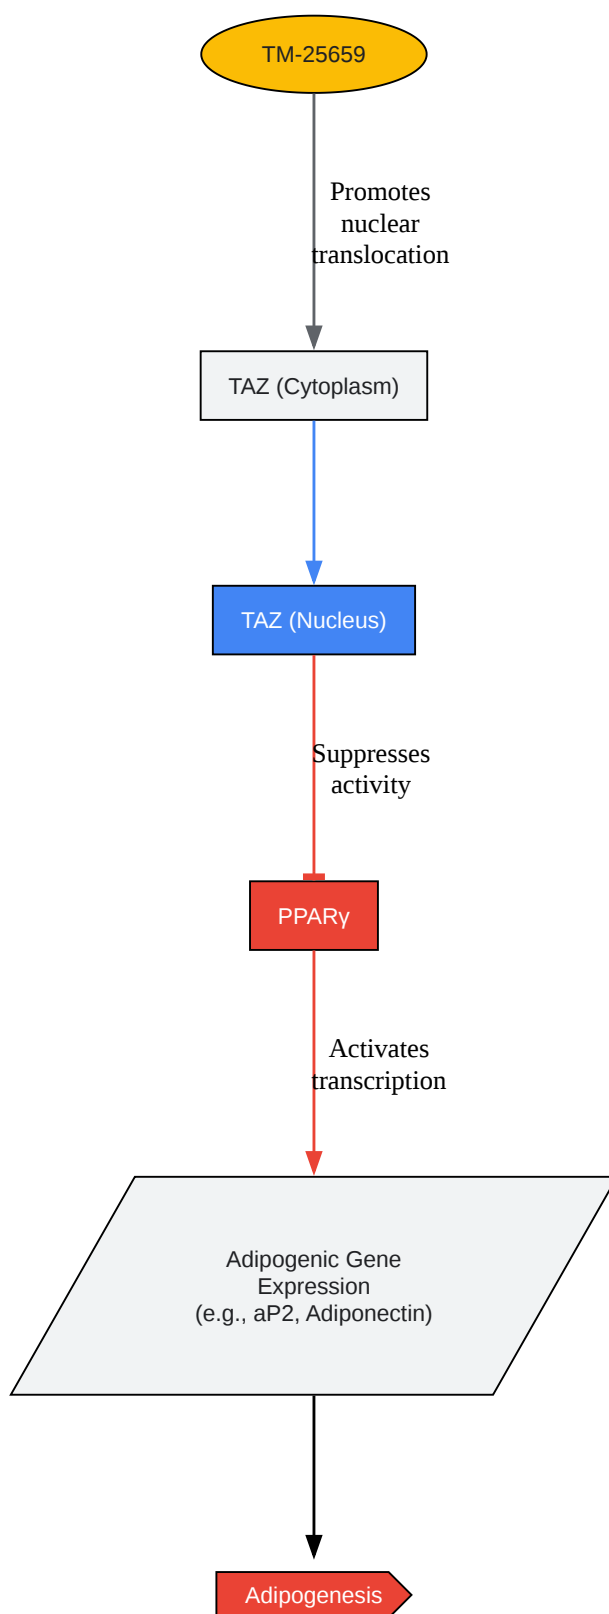 TM-25659
Promotes
nuclear
translocation
TAZ (Cytoplasm)
TAZ (Nucleus)
Suppresses
activity
PPARγ
Activates
transcription
Adipogenic Gene
Expression
(e.g., aP2, Adiponectin)
Adipogenesis